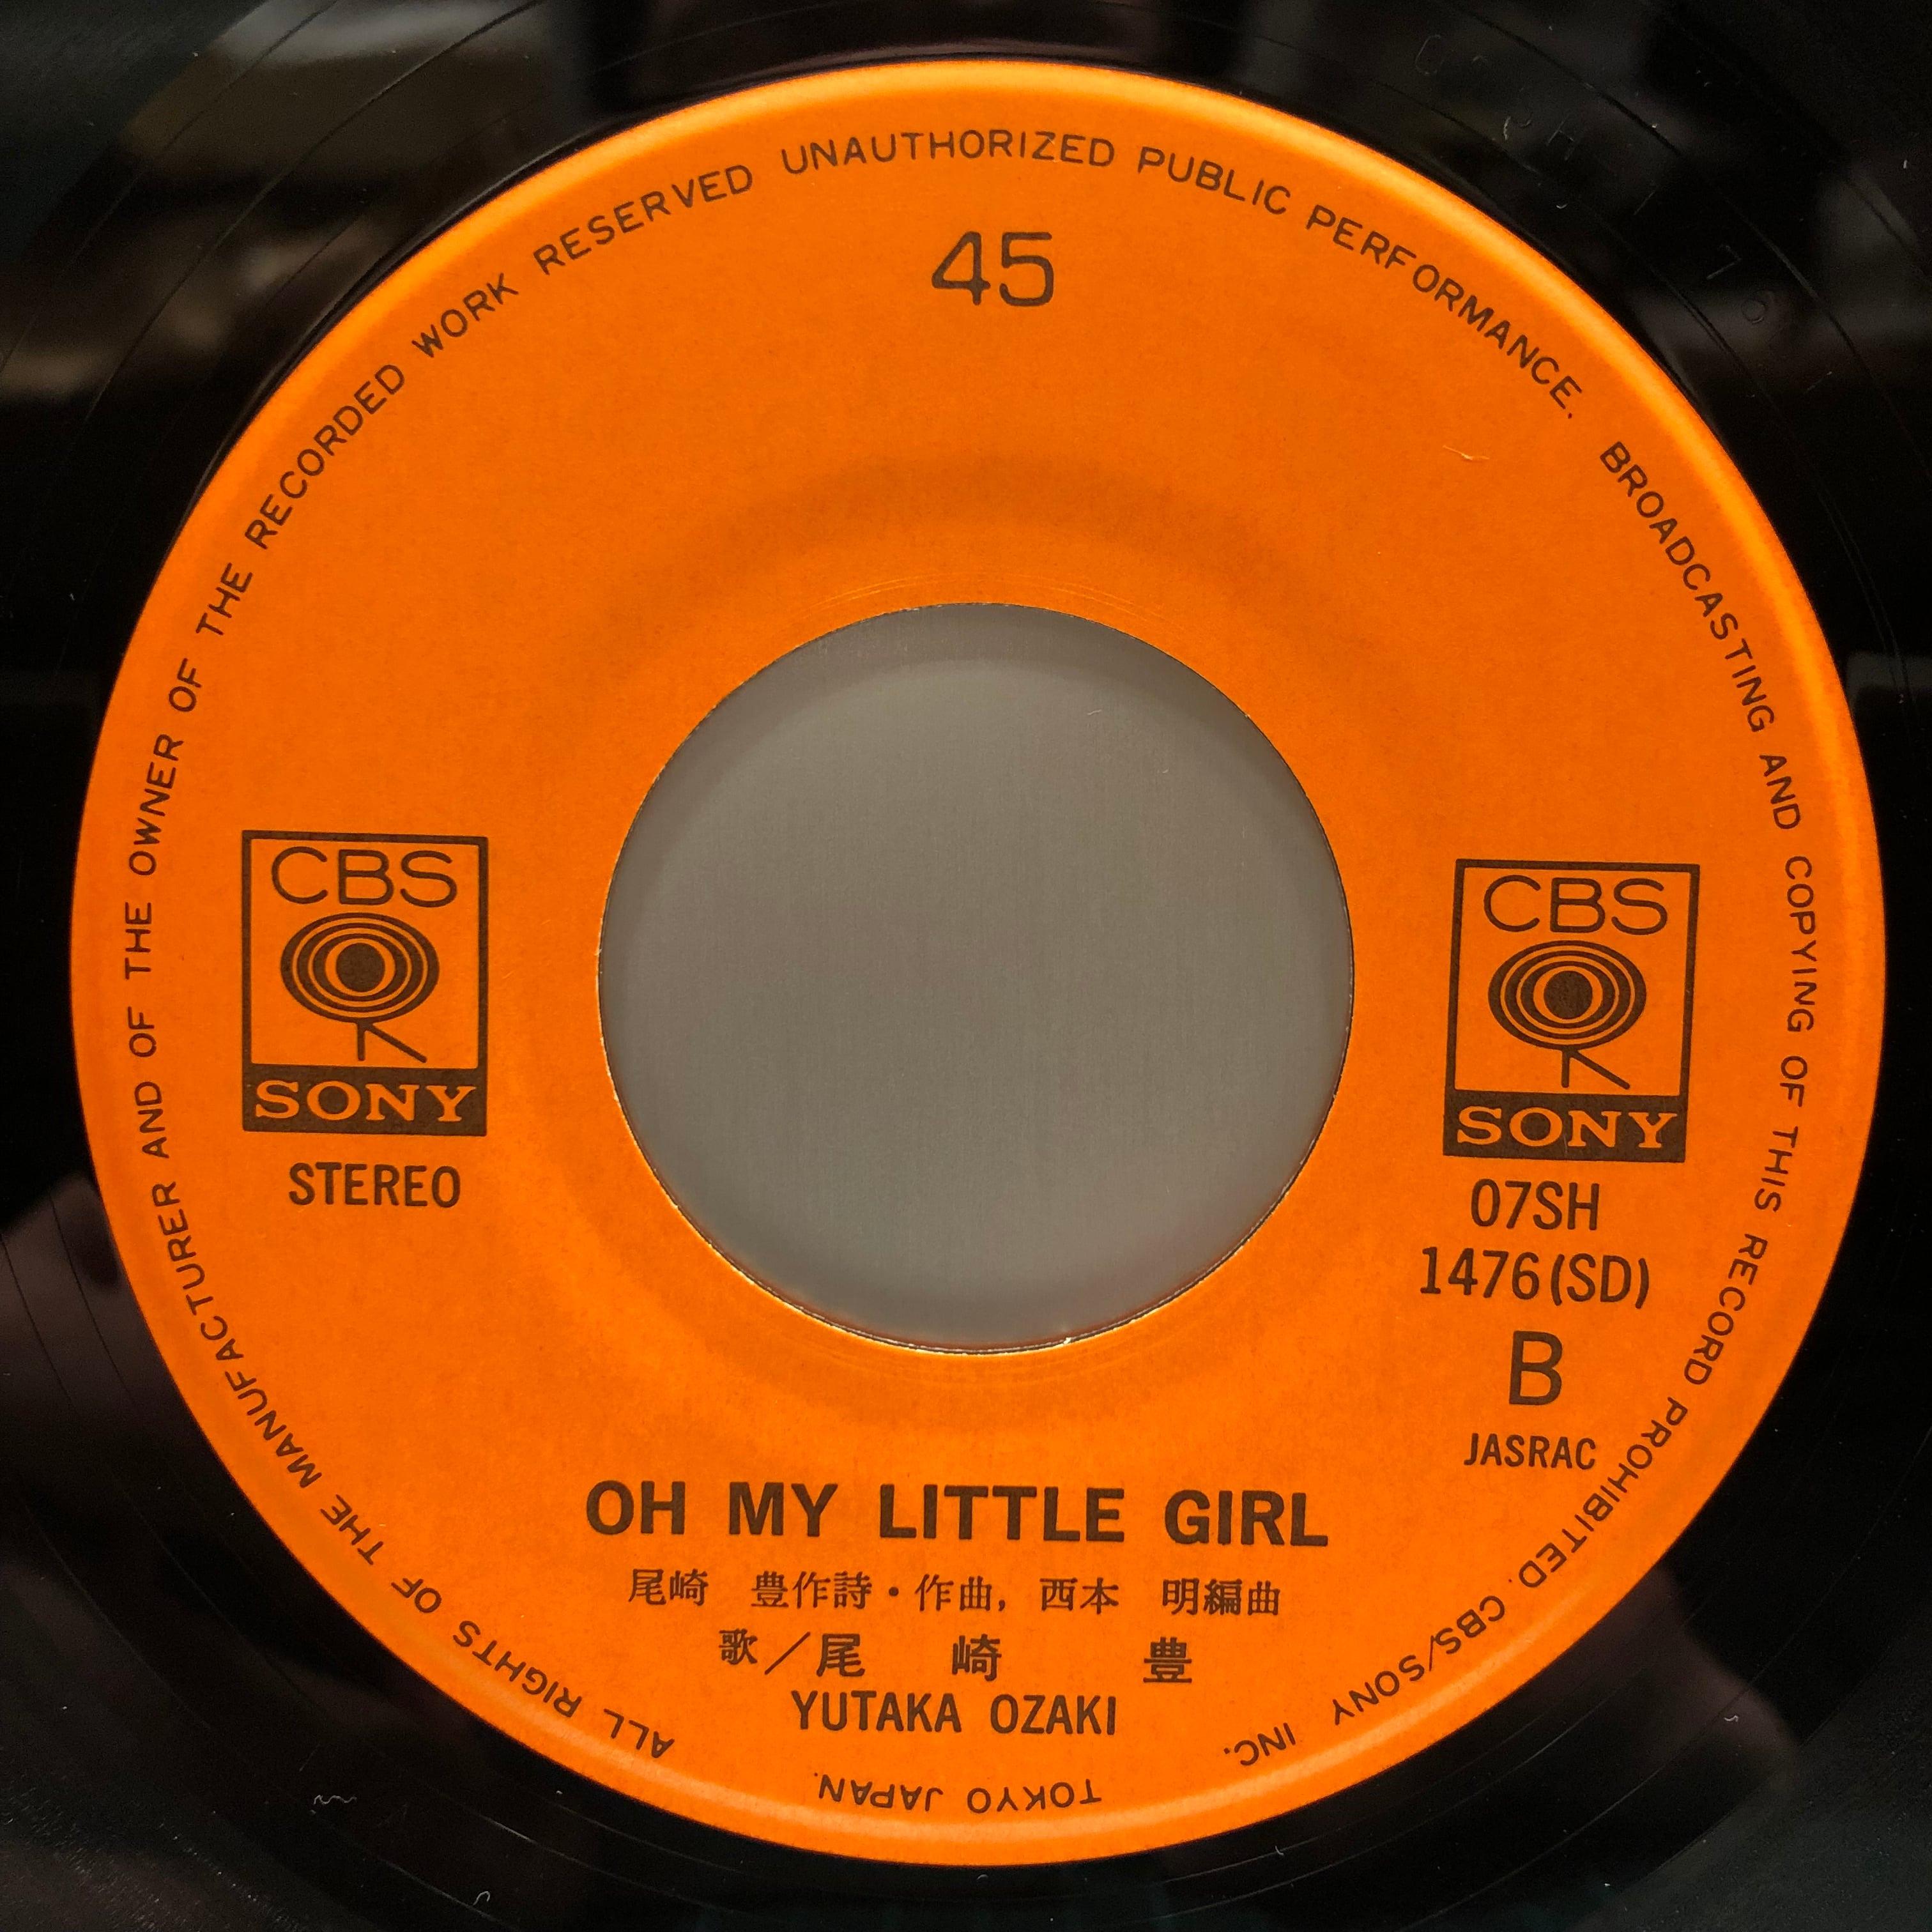 ALL RIGHTS OF THE MANUFACTURER AND OF THE OWNER OF THE RECORDED WORK RESERVED UNAUTHORIZED PUBLIC PERFORMANCE. BROADCASTING AND COPYING OF THIS RECORD PROHIBITED. CBS/SONY INC. TOKYO JAPAN.
45
CBS
SONY
STEREO
CBS
SONY
07SH
1476(SD)
B
JASRAC
OH MY LITTLE GIRL
尾崎 豊作詩・作曲, 西本 明編曲
歌／尾 崎 豊
YUTAKA OZAKI